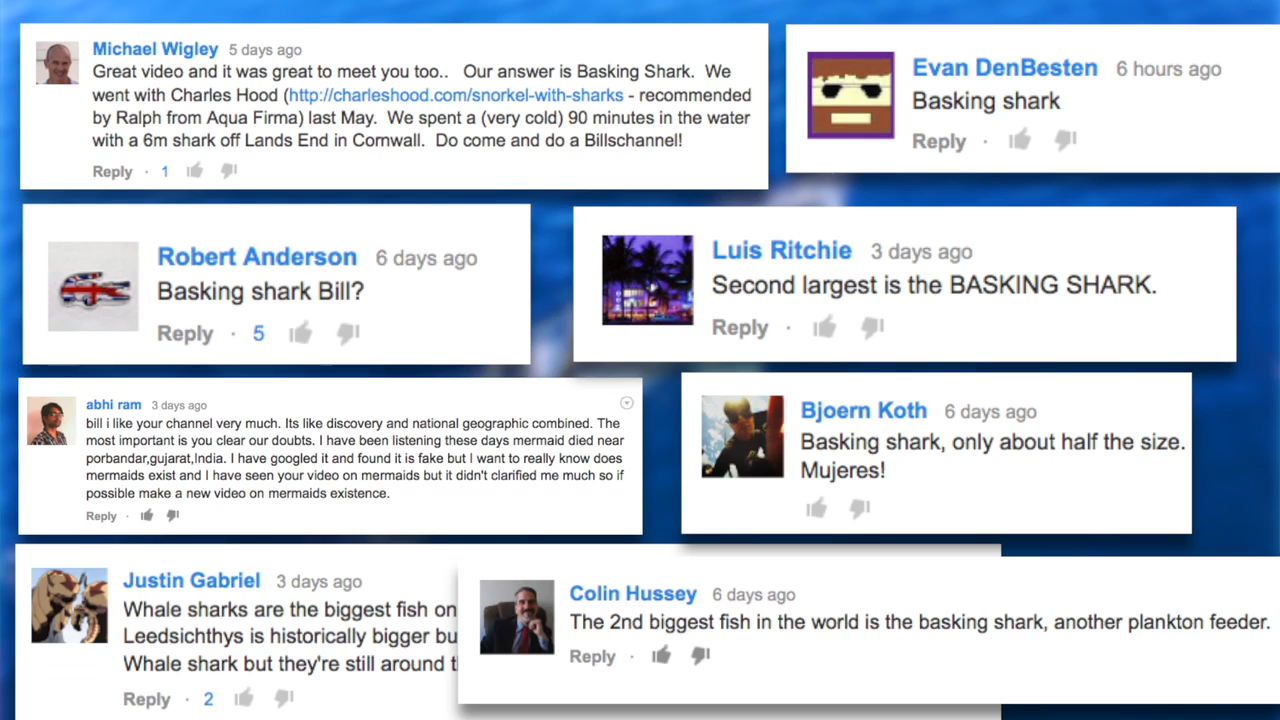 Michael Wigley 5 days ago
Great video and it was great to meet you too.. Our answer is Basking Shark. We
went with Charles Hood (http://charleshood.com/snorkel-with-sharks - recommended
by Ralph from Aqua Firma) last May. We spent a (very cold) 90 minutes in the water
with a 6m shark off Lands End in Cornwall. Do come and do a Billschannel!
Reply · 1
Evan DenBesten 6 hours ago
Basking shark
Reply ·
Robert Anderson 6 days ago
Basking shark Bill?
Reply · 5
Luis Ritchie 3 days ago
Second largest is the BASKING SHARK.
Reply ·
abhi ram 3 days ago
bill i like your channel very much. Its like discovery and national geographic combined. The
most important is you clear our doubts. I have been listening these days mermaid died near
porbandar,gujarat,India. I have googled it and found it is fake but I want to really know does
mermaids exist and I have seen your video on mermaids but it didn't clarified me much so if
possible make a new video on mermaids existence.
Reply ·
Bjoern Koth 6 days ago
Basking shark, only about half the size.
Mujeres!
Justin Gabriel 3 days ago
Whale sharks are the biggest fish on
Leedsichthys is historically bigger bu
Whale shark but they're still around t
Reply · 2
Colin Hussey 6 days ago
The 2nd biggest fish in the world is the basking shark, another plankton feeder.
Reply ·